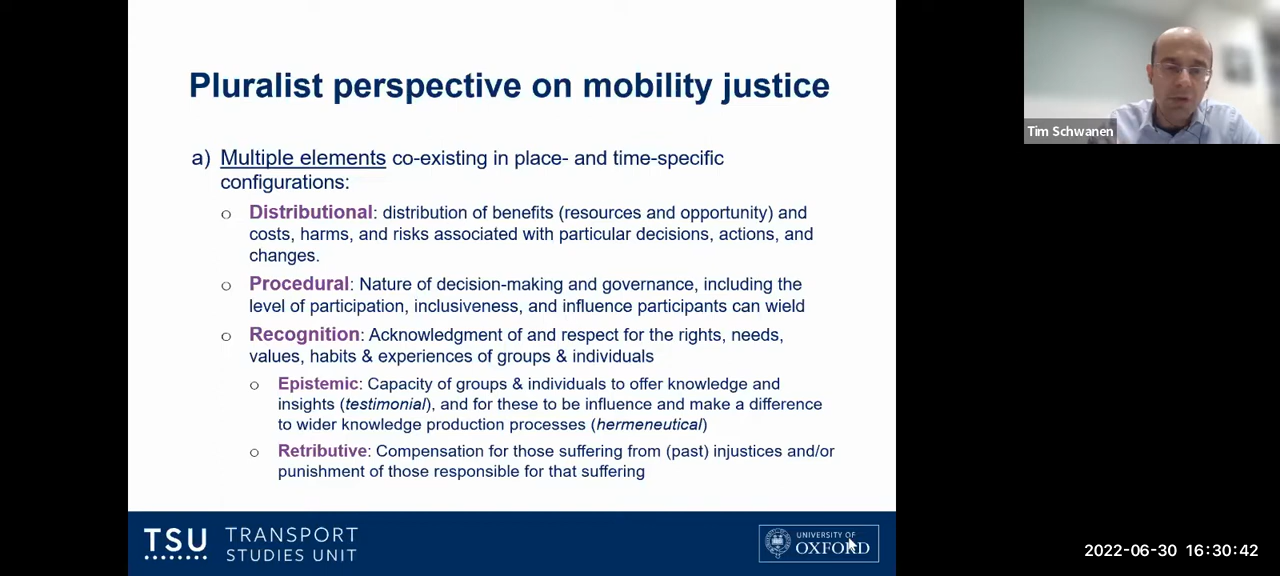 Pluralist perspective on mobility justice
a) Multiple elements co-existing in place- and time-specific
configurations:
o Distributional: distribution of benefits (resources and opportunity) and
costs, harms, and risks associated with particular decisions, actions, and
changes.
o Procedural: Nature of decision-making and governance, including the
level of participation, inclusiveness, and influence participants can wield
o Recognition: Acknowledgment of and respect for the rights, needs,
values, habits & experiences of groups & individuals
o Epistemic: Capacity of groups & individuals to offer knowledge and
insights (testimonial), and for these to be influence and make a difference
to wider knowledge production processes (hermeneutical)
o Retributive: Compensation for those suffering from (past) injustices and/or
punishment of those responsible for that suffering
TSU TRANSPORT
STUDIES UNIT
UNIVERSITY OF
OXFORD
Tim Schwanen
2022-06-30 16:30:42